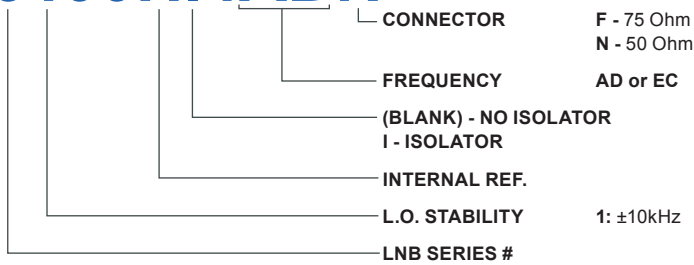 CONNECTOR F - 75 Ohm
N - 50 Ohm
FREQUENCY AD or EC
(BLANK) - NO ISOLATOR
I - ISOLATOR
INTERNAL REF.
L.O. STABILITY 1: ±10kHz
LNB SERIES #